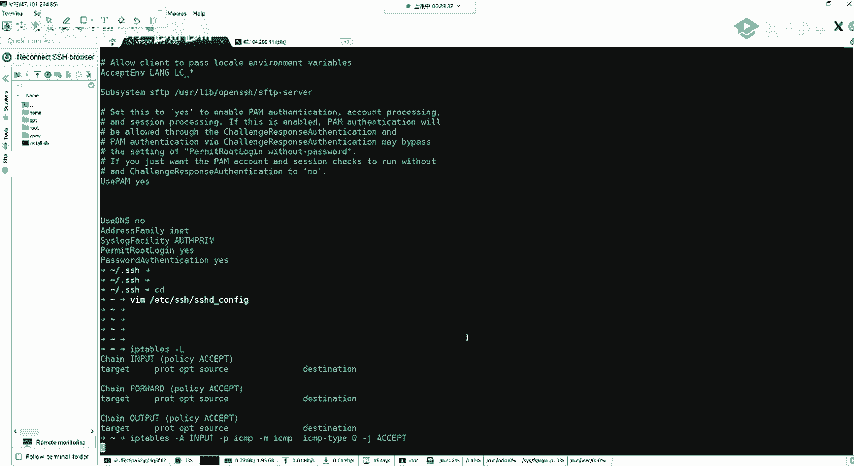 Terminal
Macros Help
Reconnect SSH browser
Name
# Allow client to pass locale environment variables
AcceptEnv LANG LC_*
Subsystem sftp /usr/lib/openssh/sftp-server
# Set this to 'yes' to enable PAM authentication, account processing,
# and session processing. If this is enabled, PAM authentication will
# be allowed through the ChallengeResponseAuthentication and
# PAM authentication via ChallengeResponseAuthentication may bypass
# the setting of "PermitRootLogin without-password".
# If you just want the PAM account and session checks to run without
# and ChallengeResponseAuthentication to 'no'.
UsePAM yes
UseDNS no
AddressFamily inet
SyslogFacility AUTHPRIV
PermitRootLogin yes
PasswordAuthentication yes
→ ~/.ssh →
→ ~/.ssh →
→ ~/.ssh → cd
→ ~ → vim /etc/ssh/sshd_config
→ ~ →
→ ~ →
→ ~ →
→ ~ →
→ ~ → iptables -L
Chain INPUT (policy ACCEPT)
target prot opt source destination
Chain FORWARD (policy ACCEPT)
target prot opt source destination
Chain OUTPUT (policy ACCEPT)
target prot opt source destination
→ ~ → iptables -A INPUT -p icmp -m icmp icmp-type 0 -j ACCEPT
Remote monitoring
Follow terminal folder